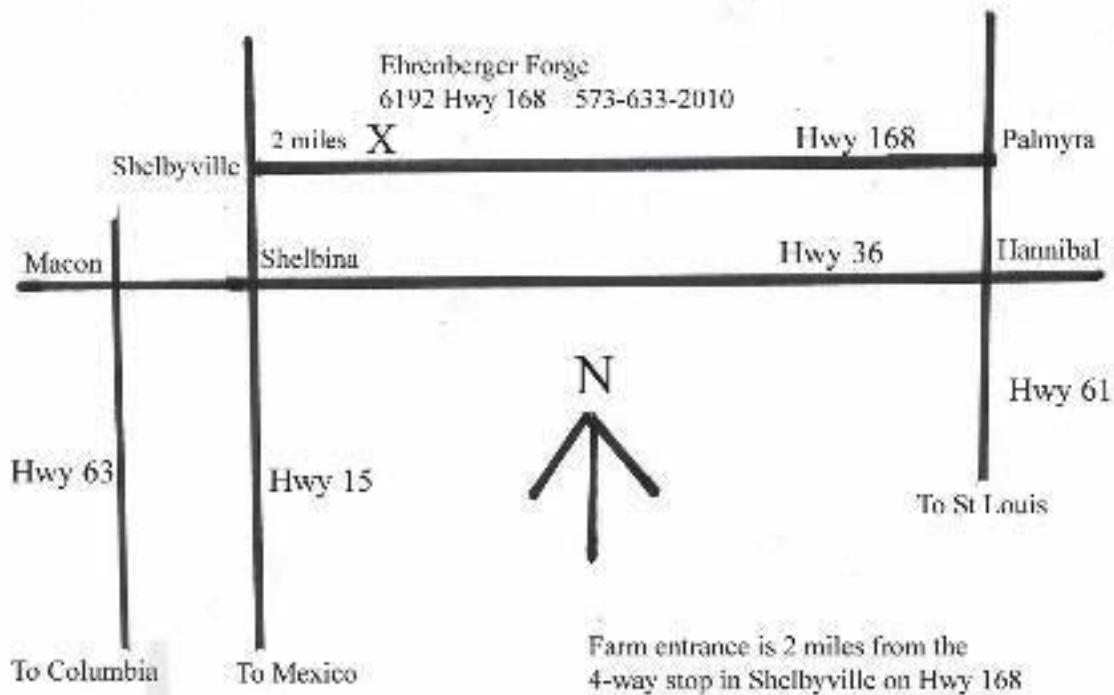 Ehrenberger Forge
6192 Hwy 168 573-633-2010
2 miles X
Hwy 168
Palmyra
Shelbyville
Macon
Shelbina
Hwy 36
Hannibal
N
Hwy 61
Hwy 63
Hwy 15
To St Louis
To Columbia
To Mexico
Farm entrance is 2 miles from the
4-way stop in Shelbyville on Hwy 168